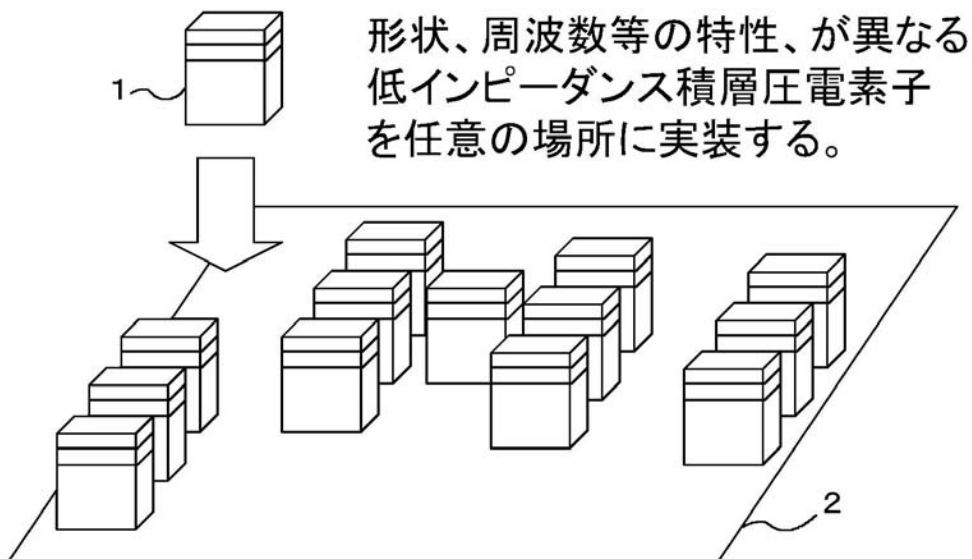 形状、周波数等の特性、が異なる
低インピーダンス積層圧電素子
を任意の場所に実装する。
1
2